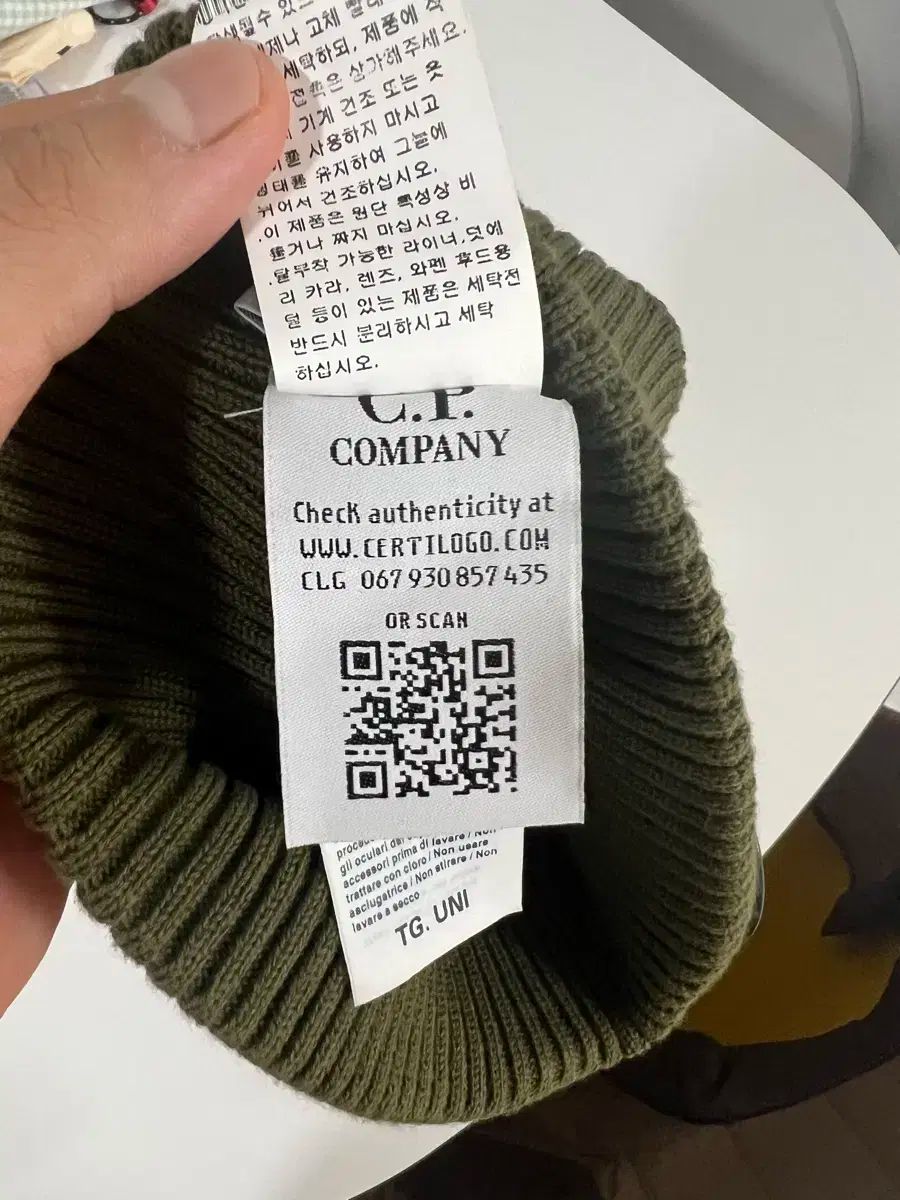 고체
세탁하되, 제품에
상가해주세요.
기계 건조 또는 옷
사용하지 마시고
유지하여 그늘에
뉘어서 건조하십시오.
.이 제품은 원단 특성상 비
틀거나 짜지 마십시오.
.탈부착 가능한 라이너,덧에
리 카라, 렌즈, 와펜 후드용
털 등이 있는 제품은 세탁전
반드시 분리하시고 세탁
하십시오.
C.P.
COMPANY
Check authenticity at
WWW.CERTILOGO.COM
CLG 067 930 857 435
OR SCAN
gli oculari
accessori prima di lavare / Non
trattare con cloro / Non usare
asciugatrice / Non stirare / Non
lavare a secco
TG. UNI